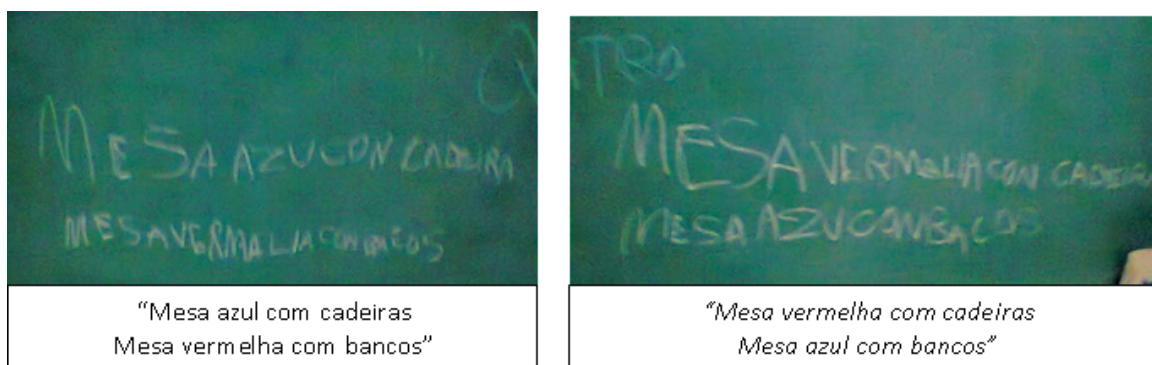 CUATRO
MESA AZUCON CADEIRA
MESAVERMALIACONBACOS
"Mesa azul com cadeiras
Mesa vermelha com bancos"
MESA VERMALIACON CADEIRA
MESA AZUCONBACOS
"Mesa vermelha com cadeiras
Mesa azul com bancos"